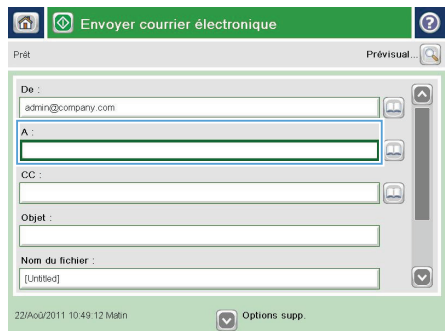 Envoyer courrier électronique
Prêt
Prévisual...
De :
admin@company.com
A :
CC :
Objet :
Nom du fichier :
[Untitled]
22/Aoû/2011 10:49:12 Matin
Options supp.